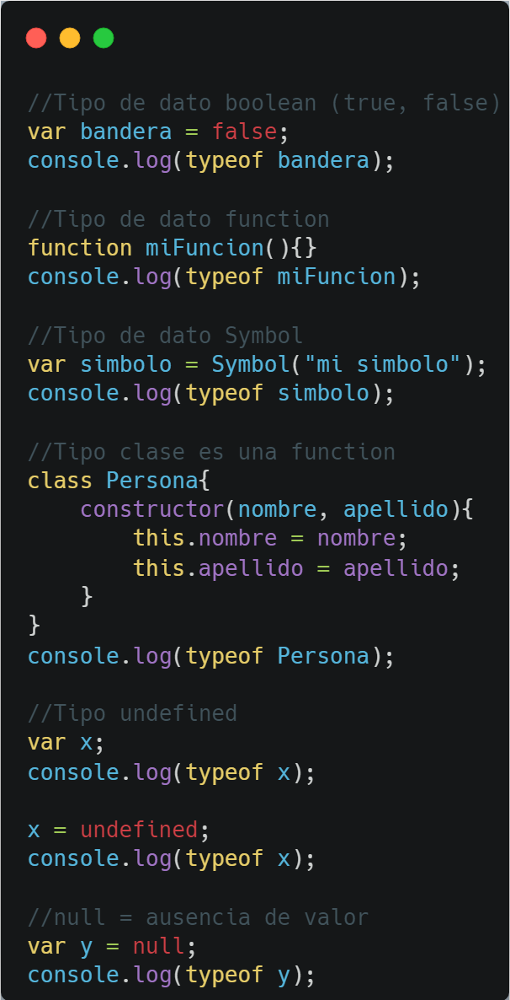 //Tipo de dato boolean (true, false)
var bandera = false;
console.log(typeof bandera);

//Tipo de dato function
function miFuncion(){}
console.log(typeof miFuncion);

//Tipo de dato Symbol
var simbolo = Symbol("mi simbolo");
console.log(typeof simbolo);

//Tipo clase es una function
class Persona{
    constructor(nombre, apellido){
        this.nombre = nombre;
        this.apellido = apellido;
    }
}
console.log(typeof Persona);

//Tipo undefined
var x;
console.log(typeof x);

x = undefined;
console.log(typeof x);

//null = ausencia de valor
var y = null;
console.log(typeof y);